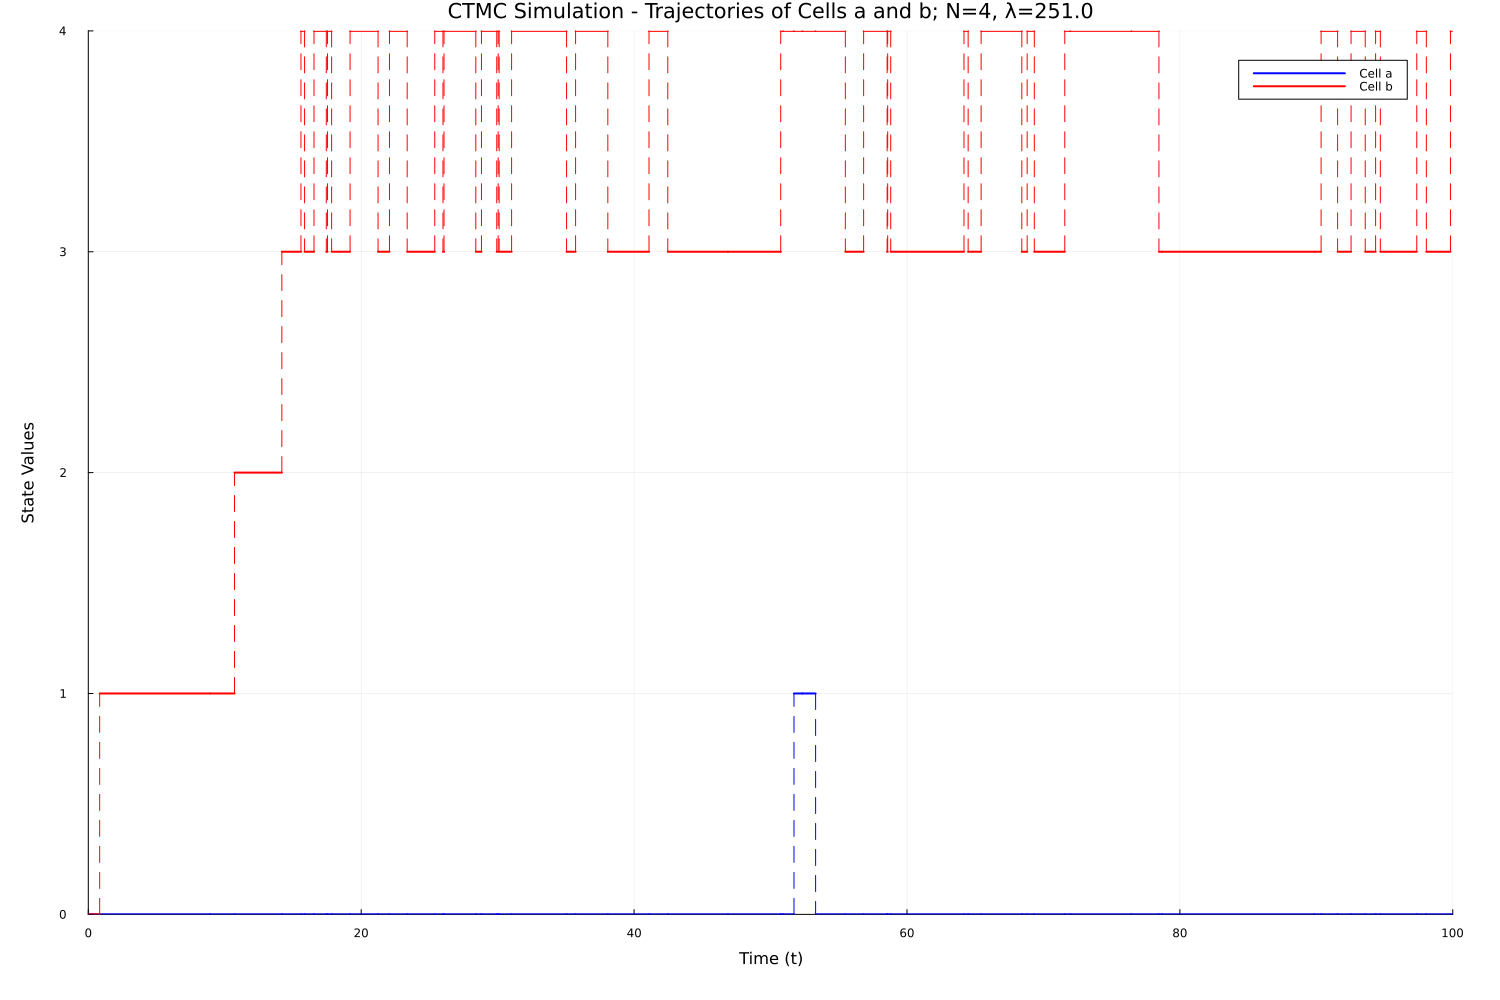 CTMC Simulation - Trajectories of Cells a and b; N=4, λ=251.0
4
Cell a
Cell b
3
State Values
2
1
0
0 20 40 60 80 100
Time (t)